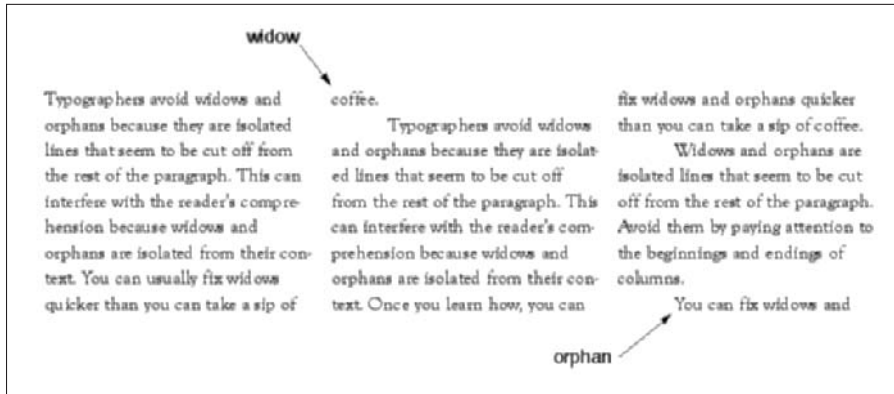 widow
Typographers avoid widows and
orphans because they are isolated
lines that seem to be cut off from
the rest of the paragraph. This can
interfere with the reader's compre-
hension because widows and
orphans are isolated from their con-
text. You can usually fix widows
quicker than you can take a sip of
coffee.
Typographers avoid widows
and orphans because they are isolat-
ed lines that seem to be cut off
from the rest of the paragraph. This
can interfere with the reader's com-
prehension because widows and
orphans are isolated from their con-
text. Once you learn how, you can
fix widows and orphans quicker
than you can take a sip of coffee.
Widows and orphans are
isolated lines that seem to be cut
off from the rest of the paragraph.
Avoid them by paying attention to
the beginnings and endings of
columns.
You can fix widows and
orphan